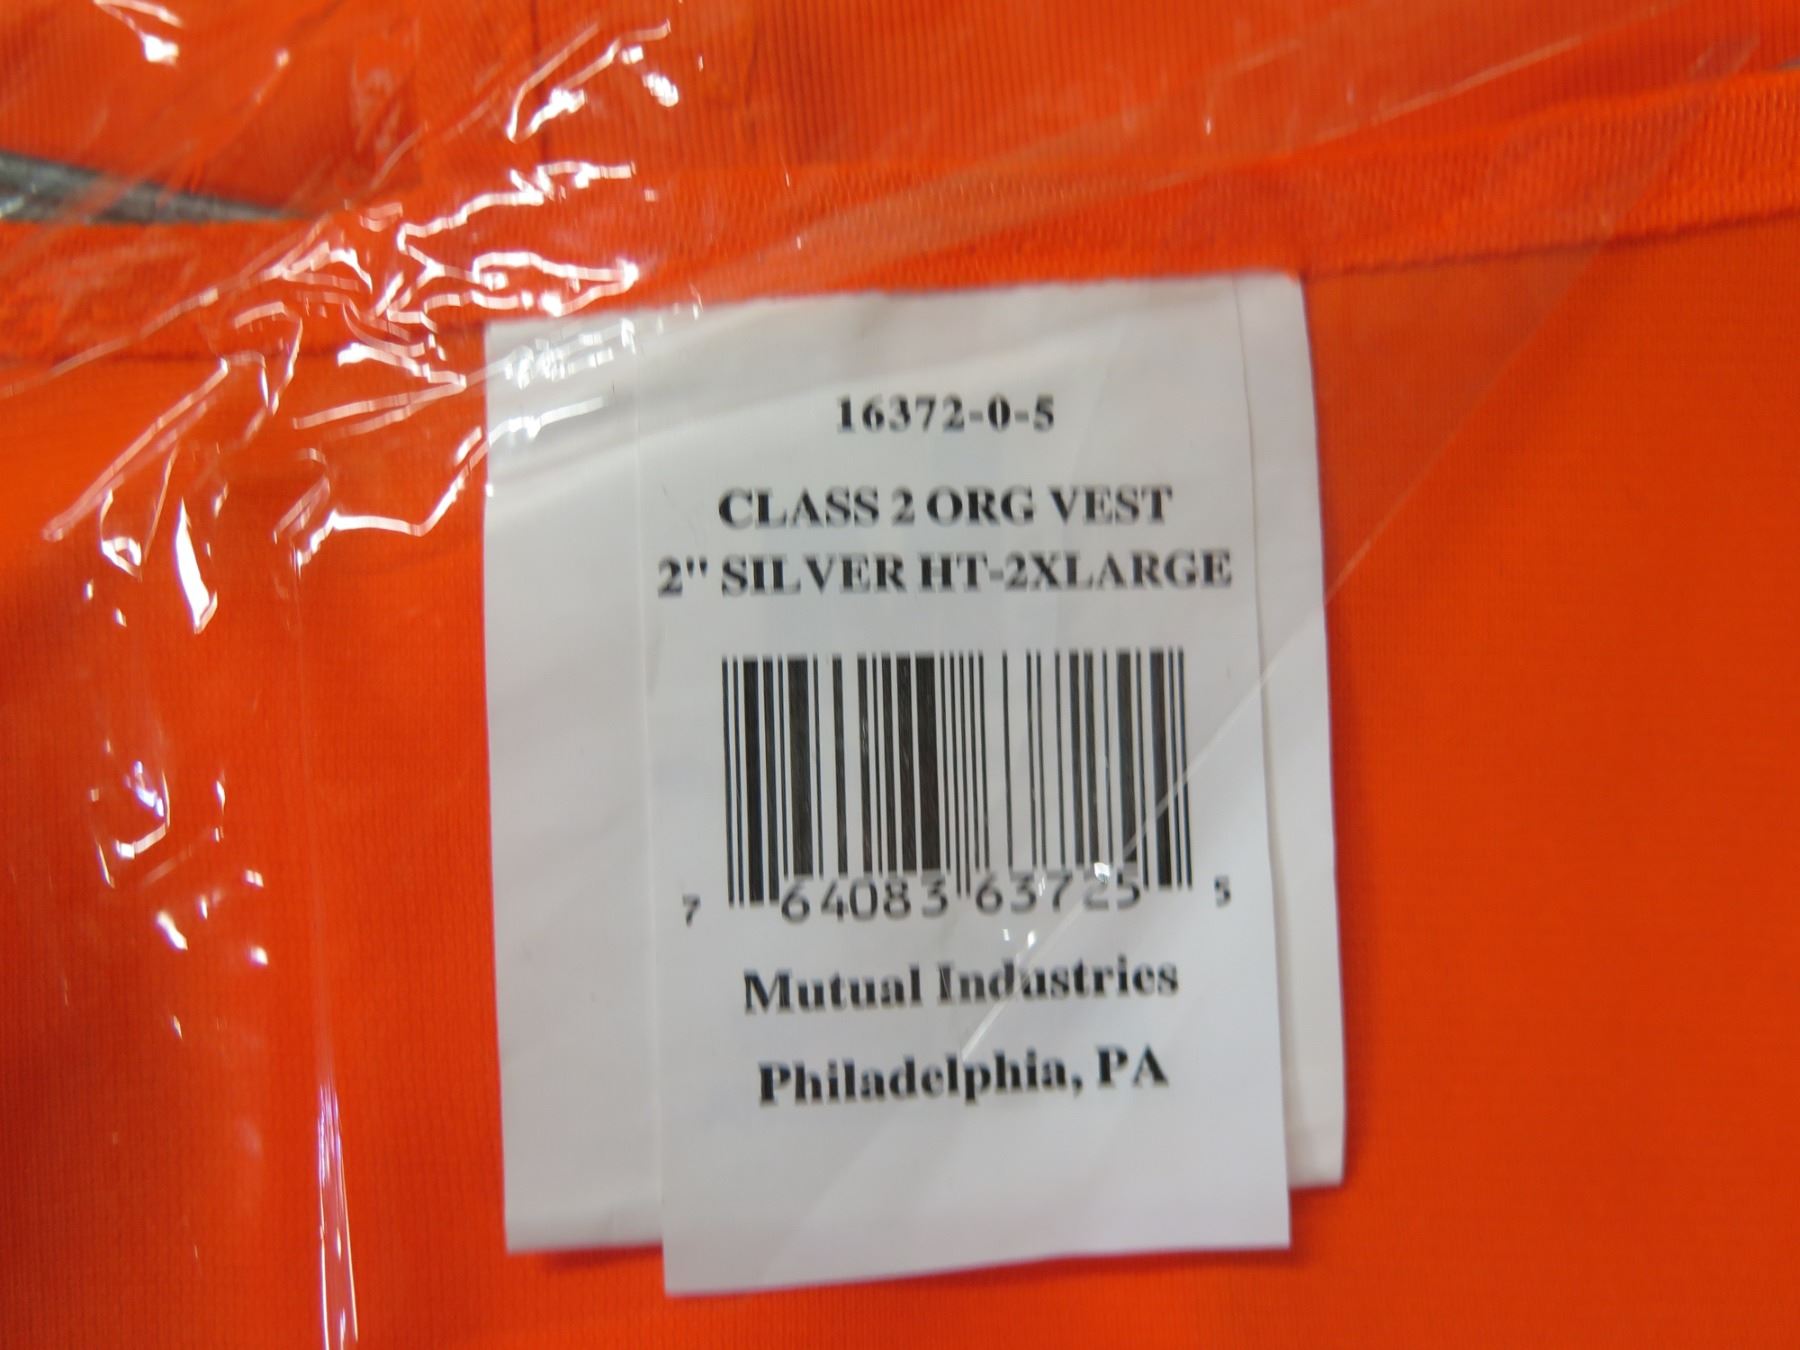 16372-0-5
CLASS 2 ORG VEST
2" SILVER HT-2XLARGE
7 64083 63725 5
Mutual Industries
Philadelphia, PA